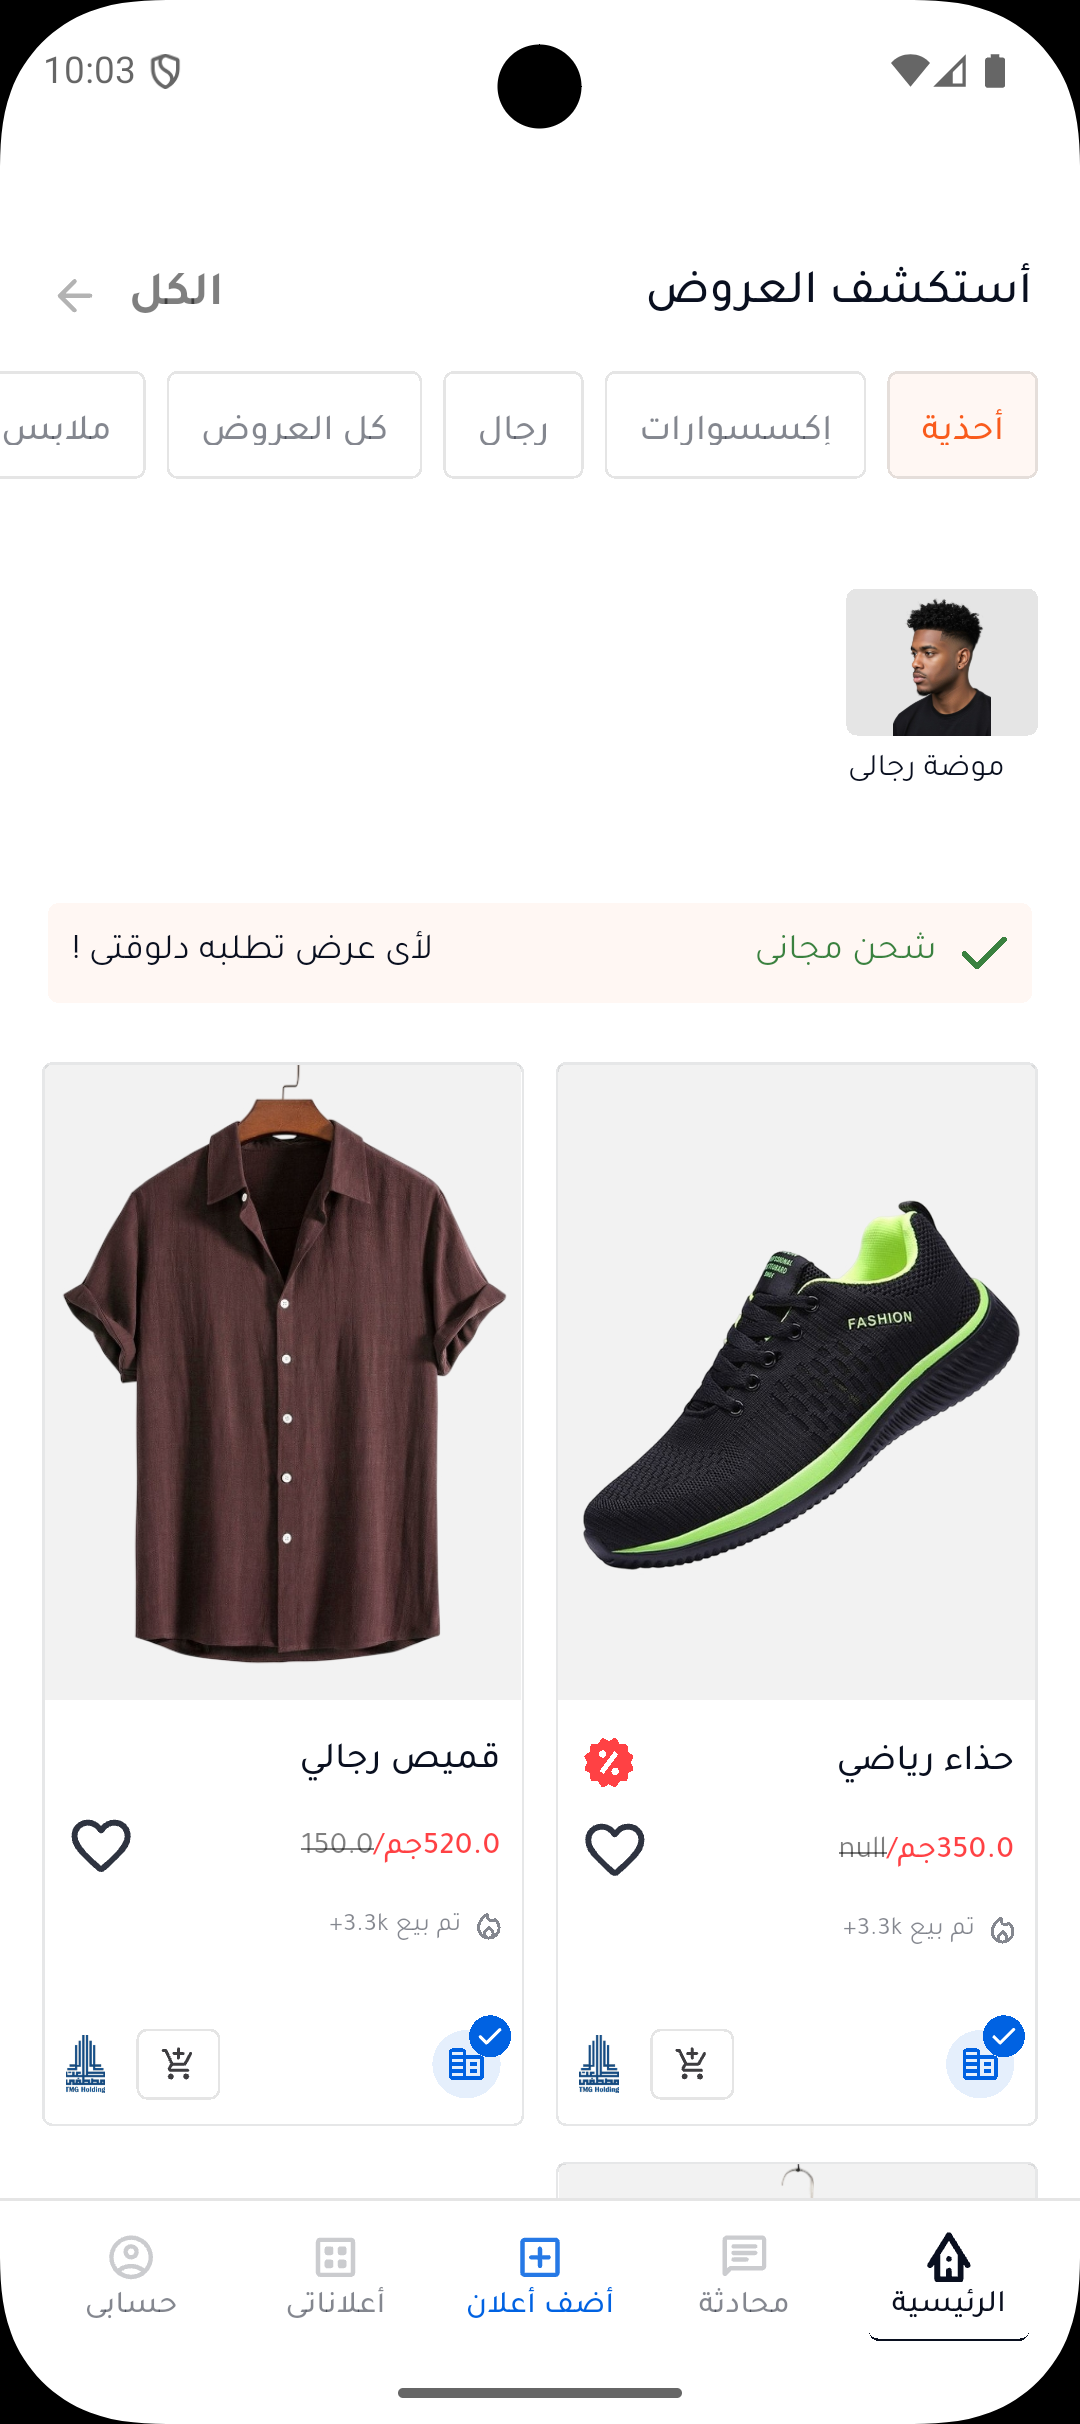 10:03
أستكشف العروض
الكل
أحذية
إكسسوارات
رجال
كل العروض
ملابس
موضة رجالى
شحن مجانى
لأى عرض تطلبه دلوقتى !
FASHION
حذاء رياضي
350.0جم/null
تم بيع 3.3k+
TMG Holding
قميص رجالي
520.0جم/150.0
تم بيع 3.3k+
TMG Holding
الرئيسية
محادثة
أضف أعلان
أعلاناتى
حسابى